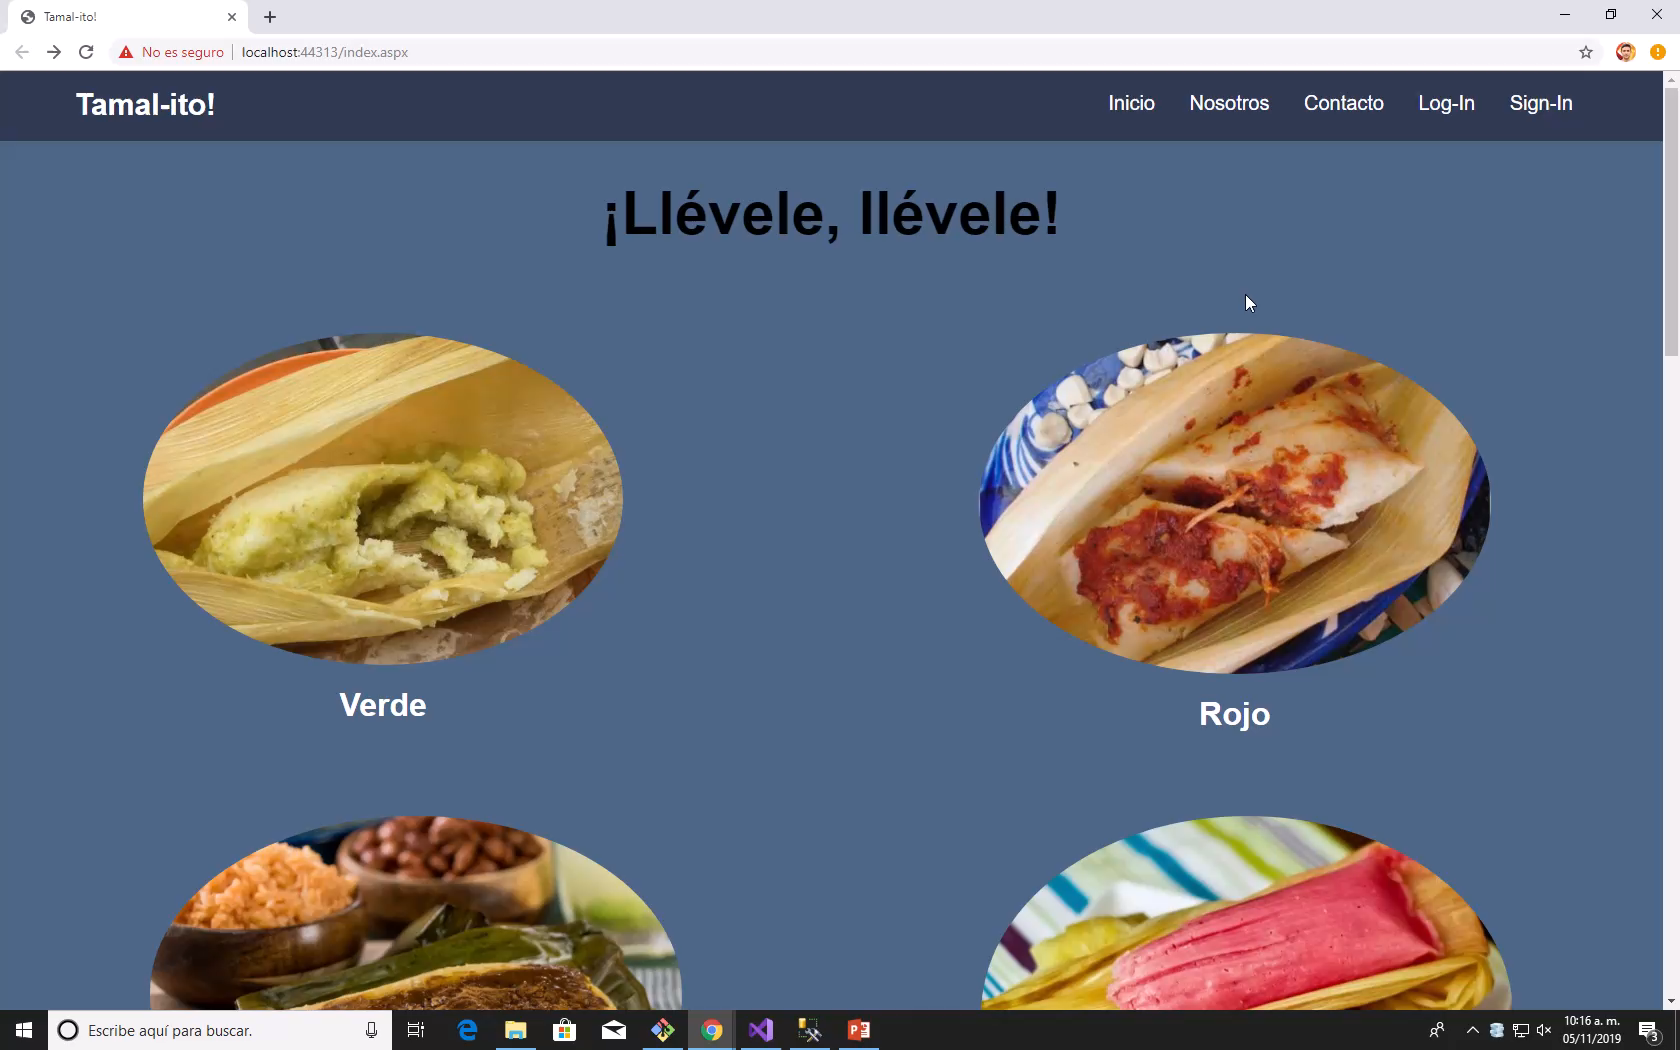 Tamal-ito!
No es seguro
localhost:44313/index.aspx
Tamal-ito!
Inicio Nosotros Contacto Log-In Sign-In
¡Llévele, llévele!
Verde
Rojo
Escribe aquí para buscar.
10:16 a. m.
05/11/2019
3